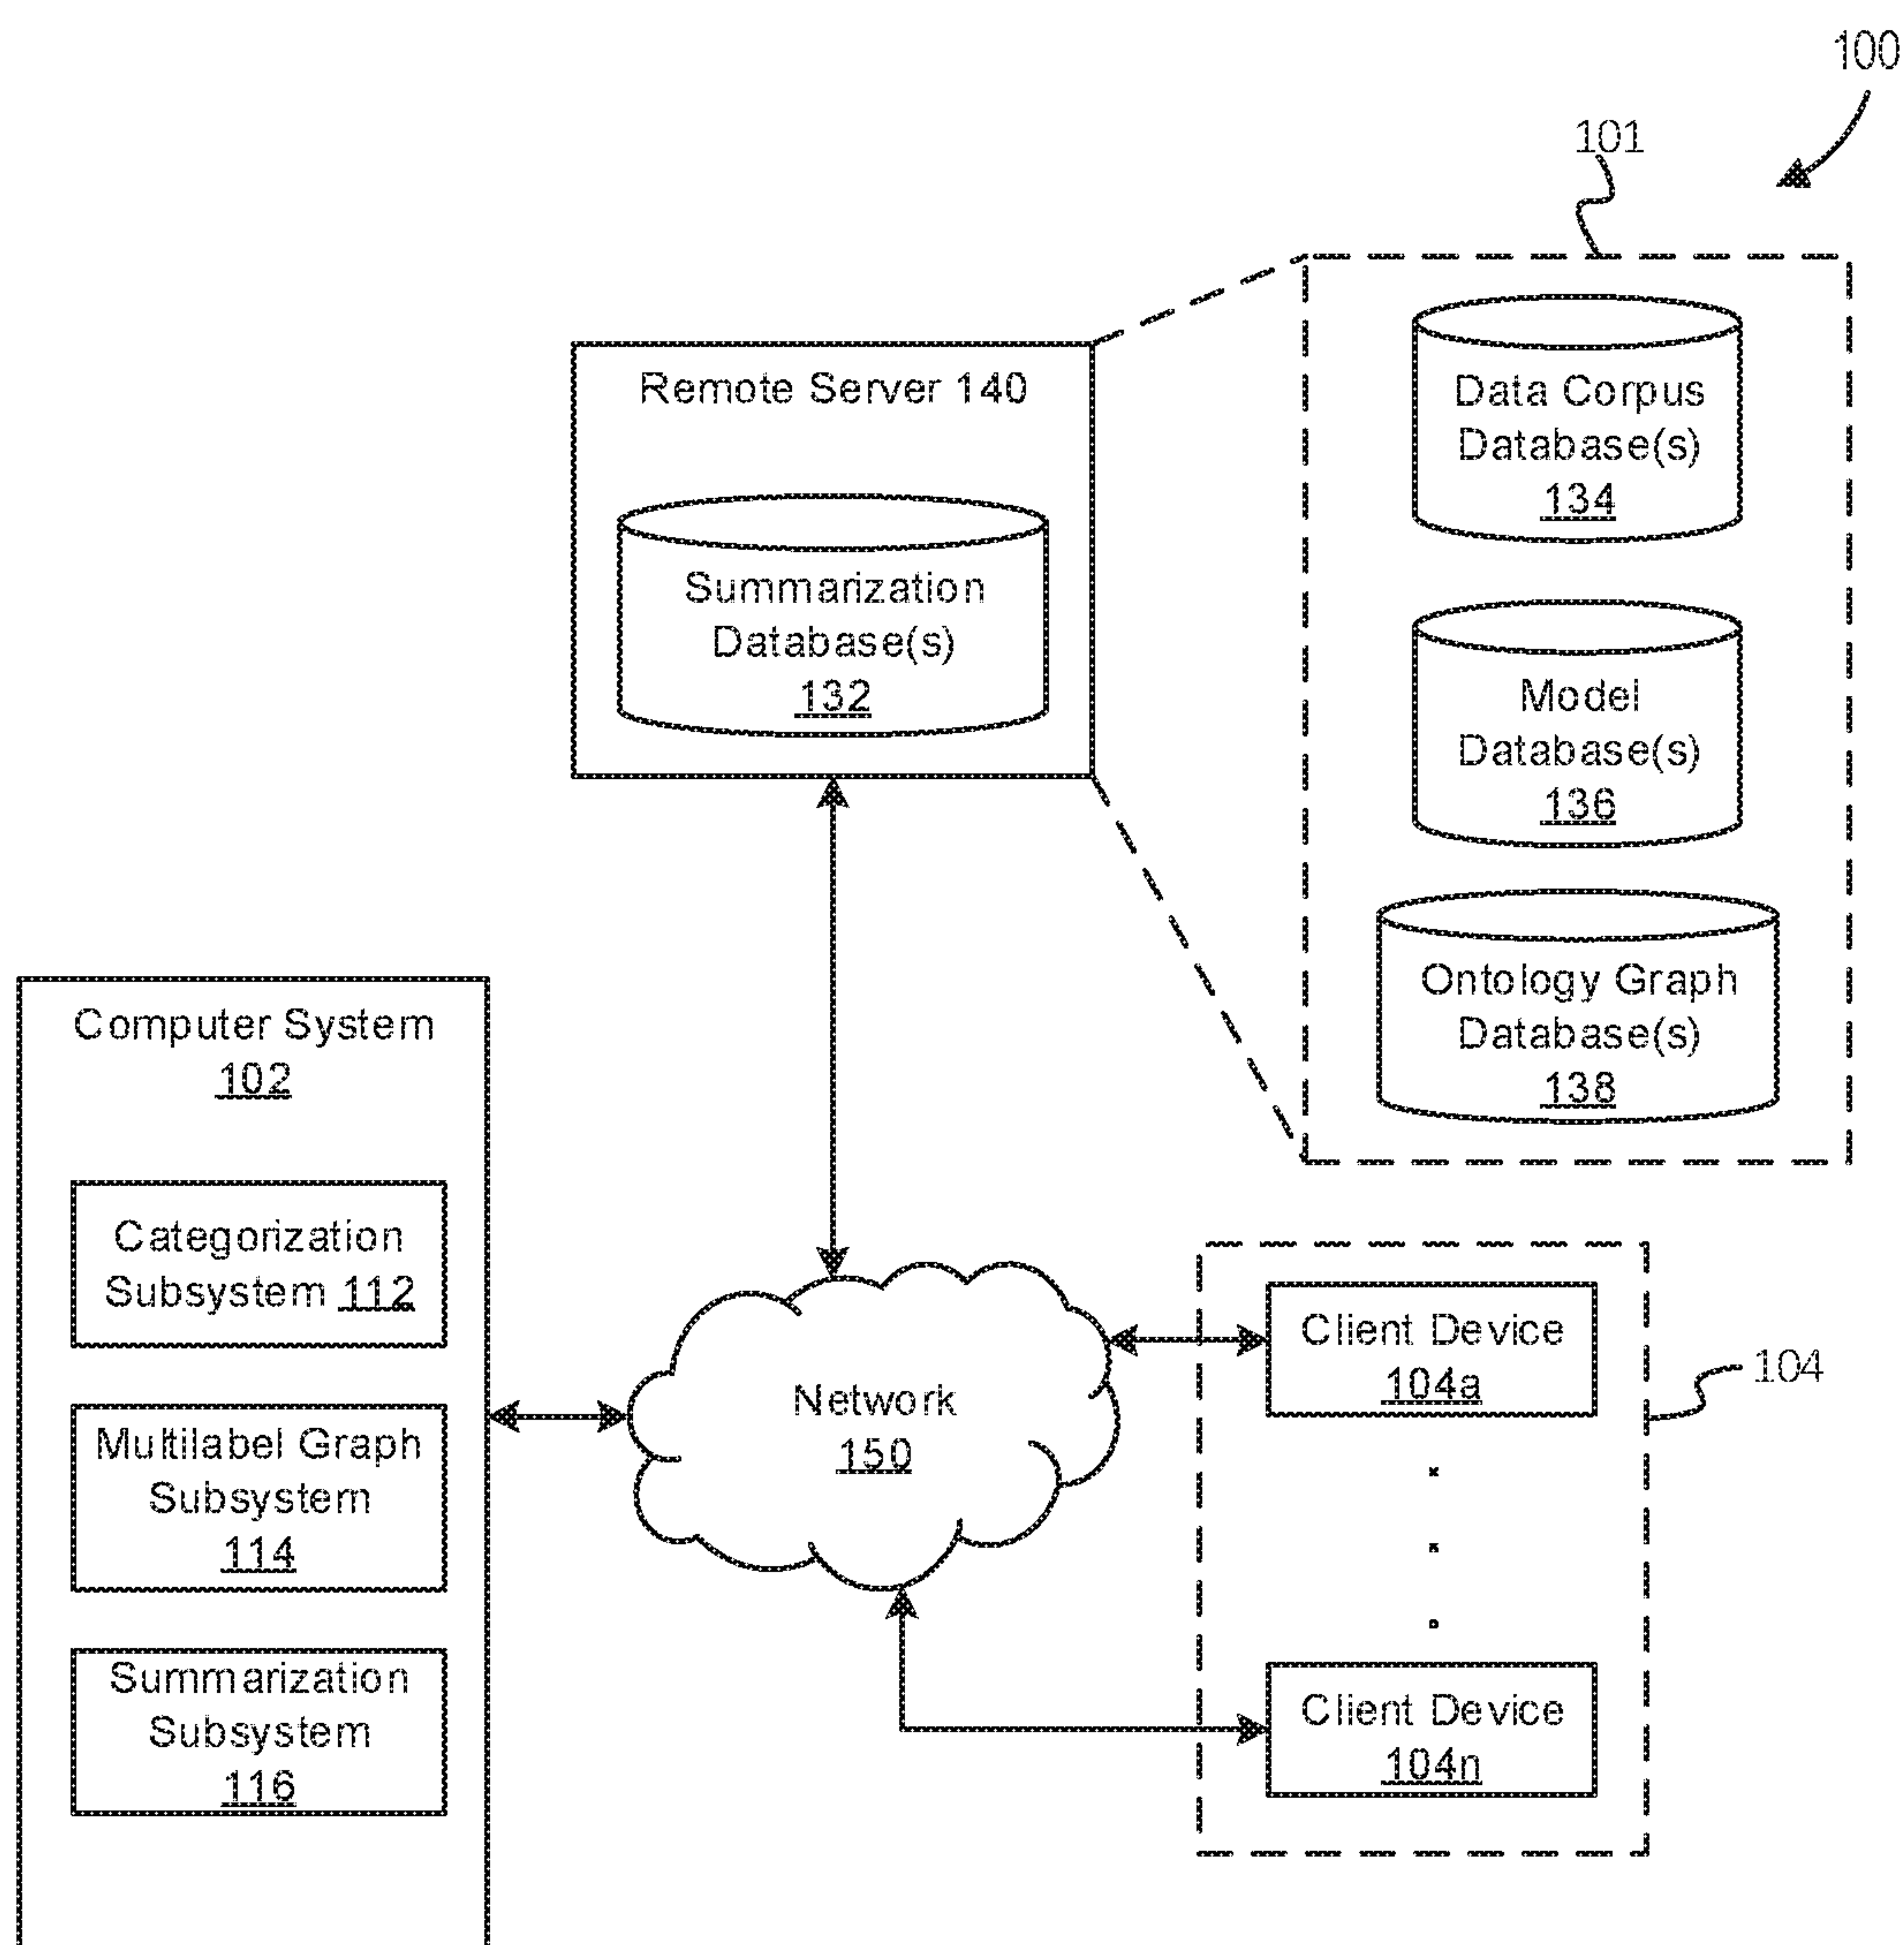 100
101
Remote Server 140
Summarization
Database(s)
132
Data Corpus
Database(s)
134
Model
Database(s)
136
Ontology Graph
Database(s)
138
Computer System
102
Categorization
Subsystem 112
Multilabel Graph
Subsystem
114
Summarization
Subsystem
116
Network
150
Client Device
104a
104
Client Device
104n